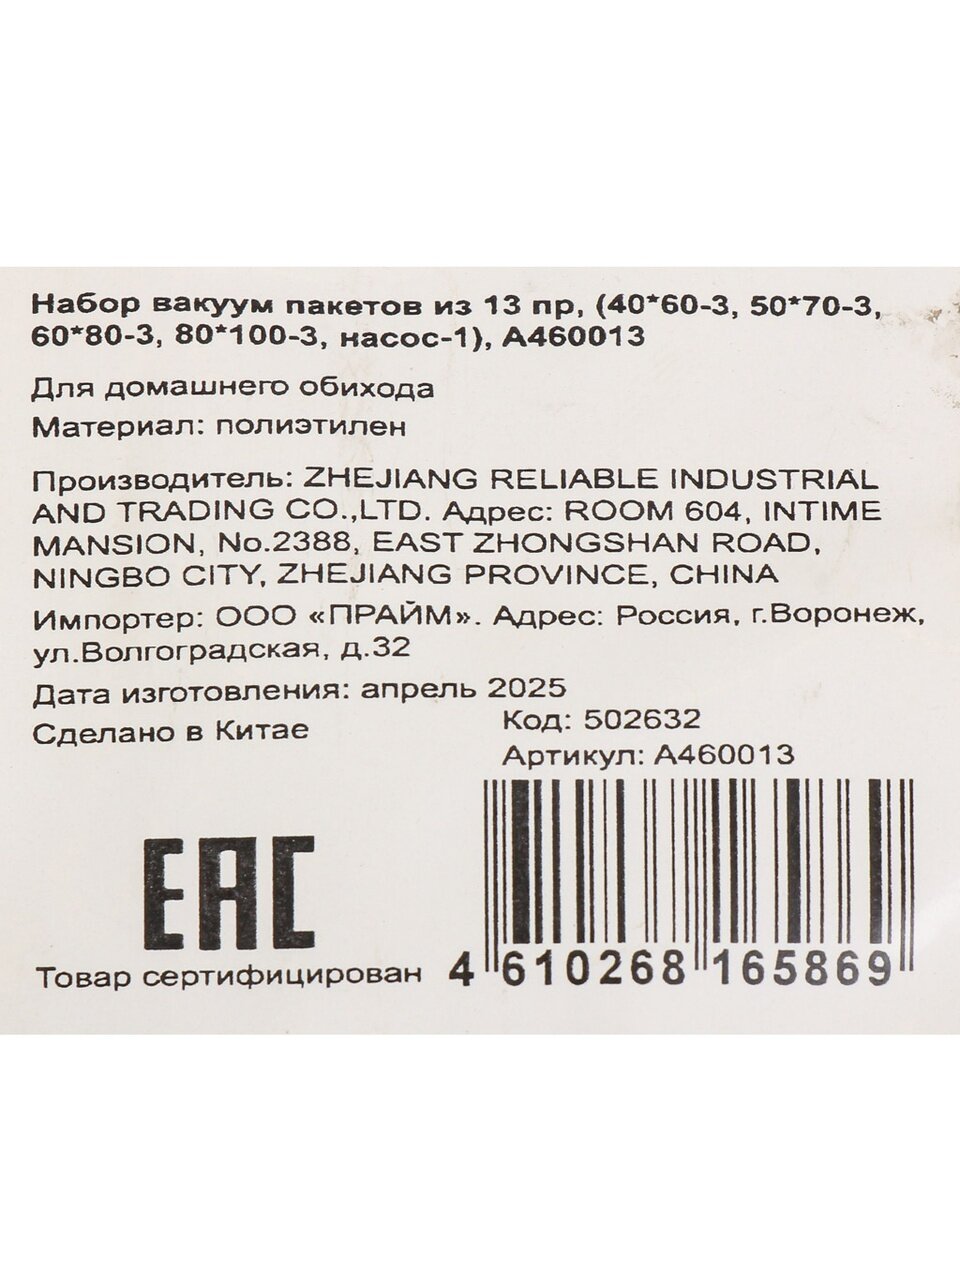 Набор вакуум пакетов из 13 пр, (40*60-3, 50*70-3,
60*80-3, 80*100-3, насос-1), А460013
Для домашнего обихода
Материал: полиэтилен
Производитель: ZHEJIANG RELIABLE INDUSTRIAL
AND TRADING CO.,LTD. Адрес: ROOM 604, INTIME
MANSION, No.2388, EAST ZHONGSHAN ROAD,
NINGBO CITY, ZHEJIANG PROVINCE, CHINA
Импортер: ООО «ПРАЙМ». Адрес: Россия, г.Воронеж,
ул.Волгоградская, д.32
Дата изготовления: апрель 2025
Сделано в Китае
Код: 502632
Артикул: А460013
EAC
Товар сертифицирован
4 610268 165869